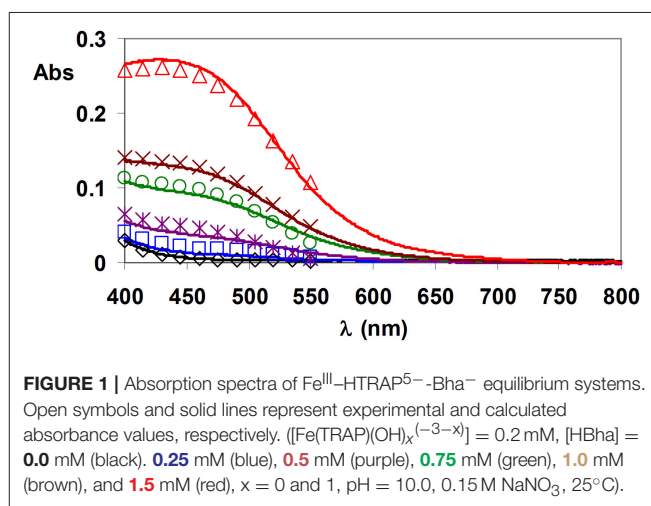 0.3
Abs
0.2
0.1
0
400 450 500 550 600 650 700 750 800
λ (nm)
FIGURE 1 | Absorption spectra of Feᴵᴵᴵ–HTRAP⁵⁻-Bha⁻ equilibrium systems.
Open symbols and solid lines represent experimental and calculated
absorbance values, respectively. ([Fe(TRAP)(OH)ₓ⁽⁻³⁻ˣ⁾] = 0.2 mM, [HBha] =
0.0 mM (black). 0.25 mM (blue), 0.5 mM (purple), 0.75 mM (green), 1.0 mM
(brown), and 1.5 mM (red), x = 0 and 1, pH = 10.0, 0.15 M NaNO₃, 25°C).